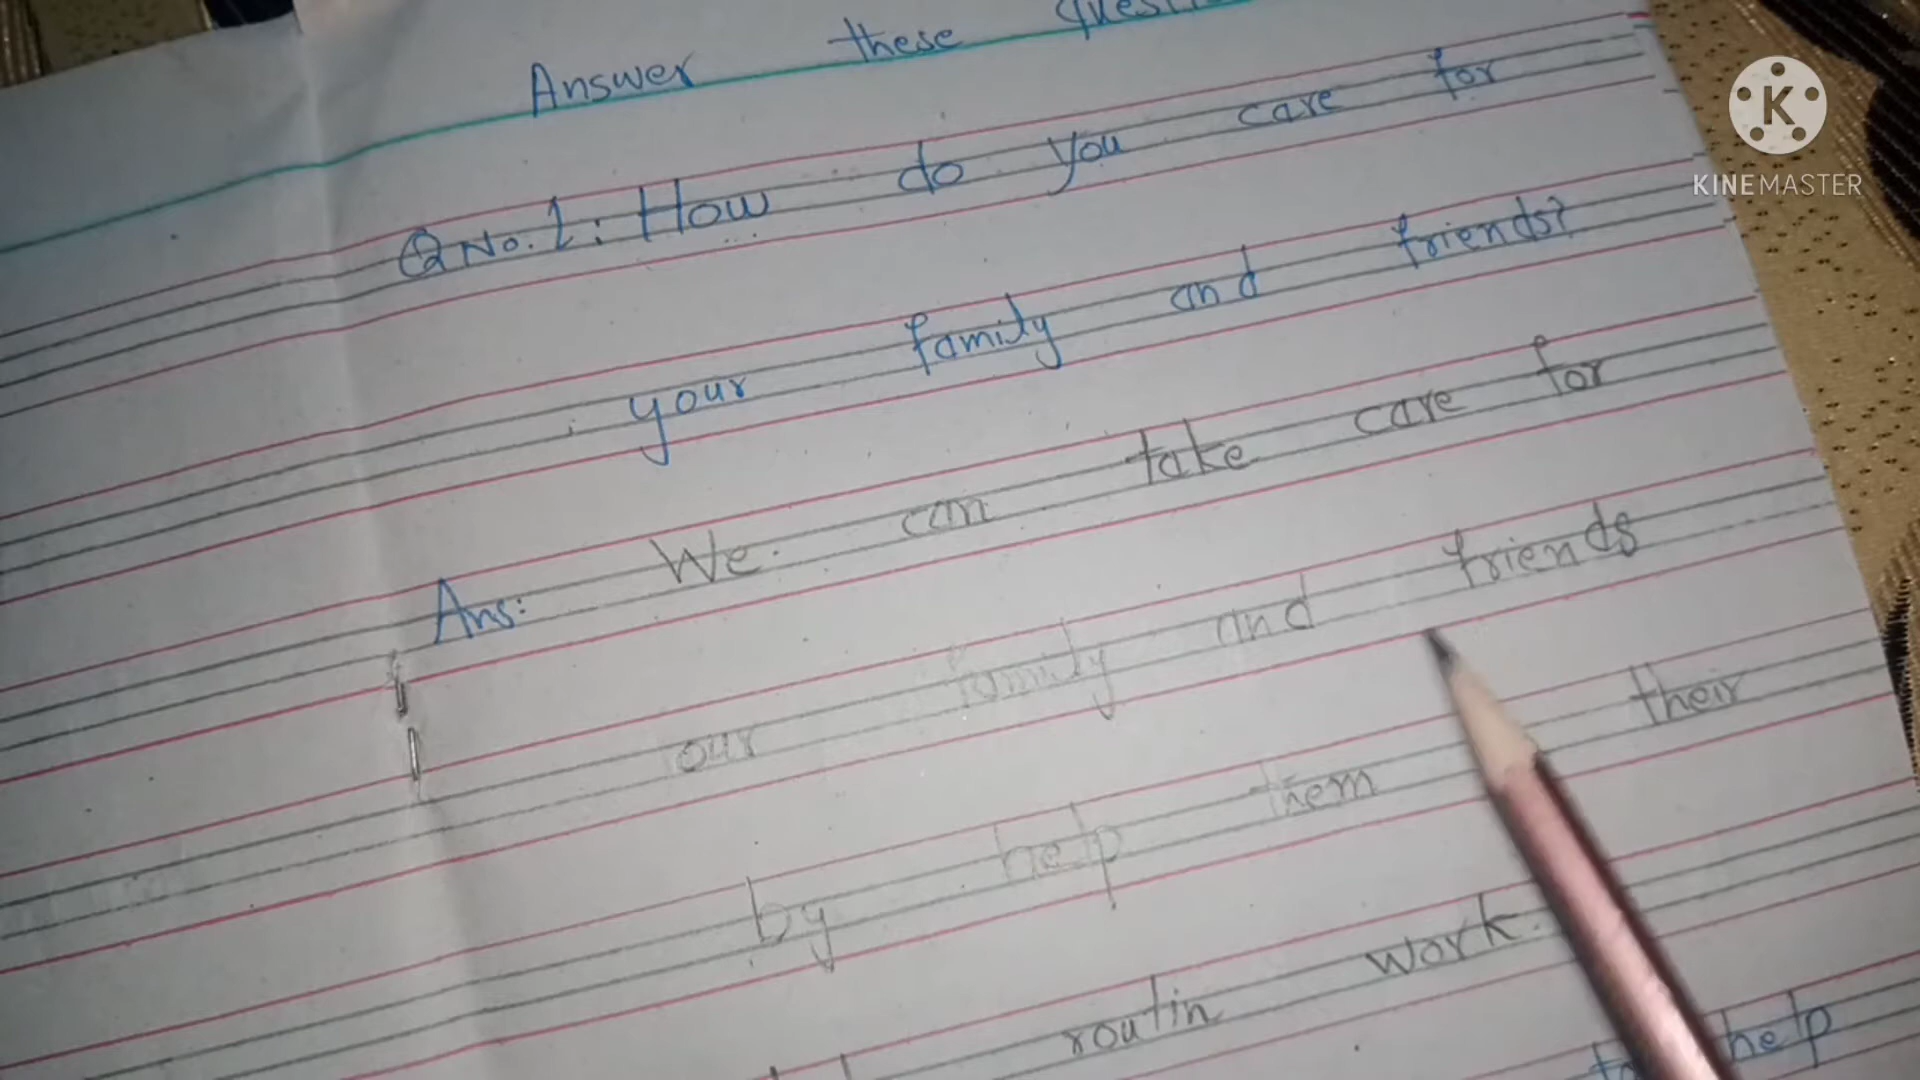 Answer these
Q No. 1: How do you care for
your family and friends?
Ans: We can take care for
our family and friends
by help them their
routin work.
help
K
KINEMASTER